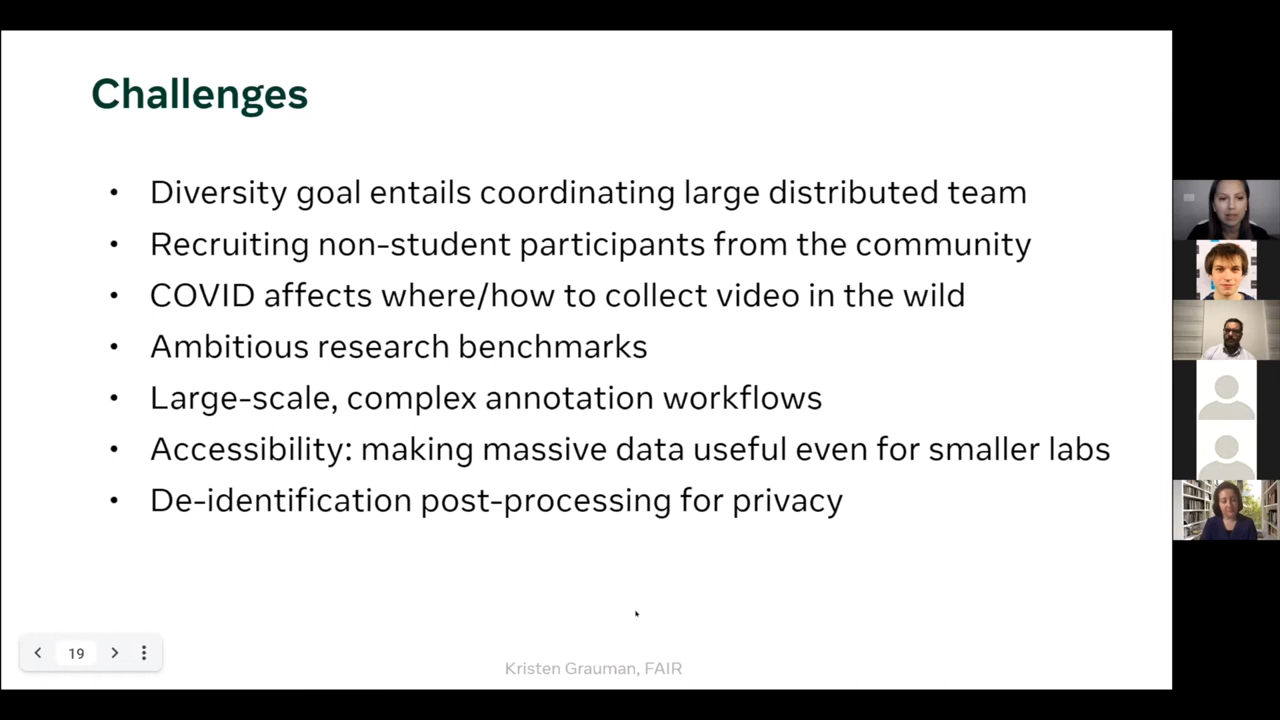 Challenges
• Diversity goal entails coordinating large distributed team
• Recruiting non-student participants from the community
• COVID affects where/how to collect video in the wild
• Ambitious research benchmarks
• Large-scale, complex annotation workflows
• Accessibility: making massive data useful even for smaller labs
• De-identification post-processing for privacy
19
Kristen Grauman, FAIR